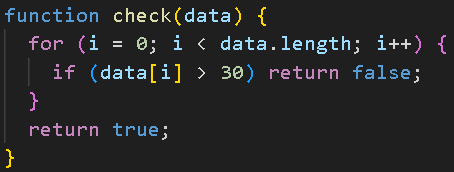 function check(data) {
  for (i = 0; i < data.length; i++) {
    if (data[i] > 30) return false;
  }
  return true;
}